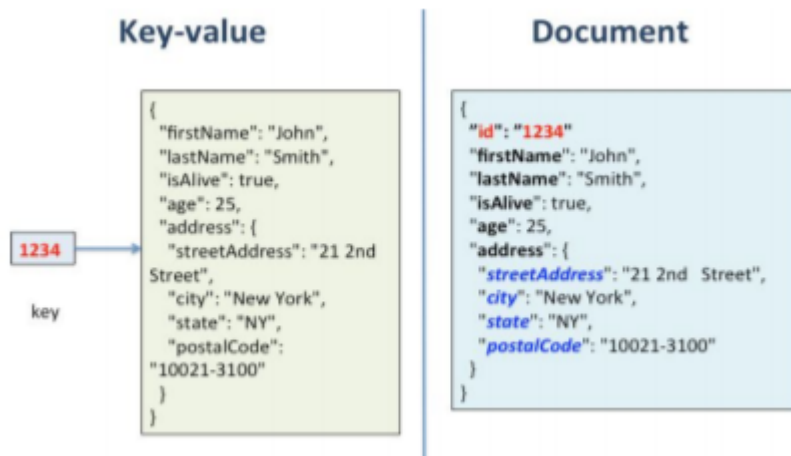 Key-value
{
"firstName": "John",
"lastName": "Smith",
"isAlive": true,
"age": 25,
"address": {
"streetAddress": "21 2nd
Street",
"city": "New York",
"state": "NY",
"postalCode":
"10021-3100"
}
}
1234
key
Document
{
"id": "1234"
"firstName": "John",
"lastName": "Smith",
"isAlive": true,
"age": 25,
"address": {
"streetAddress": "21 2nd Street",
"city": "New York",
"state": "NY",
"postalCode": "10021-3100"
}
}